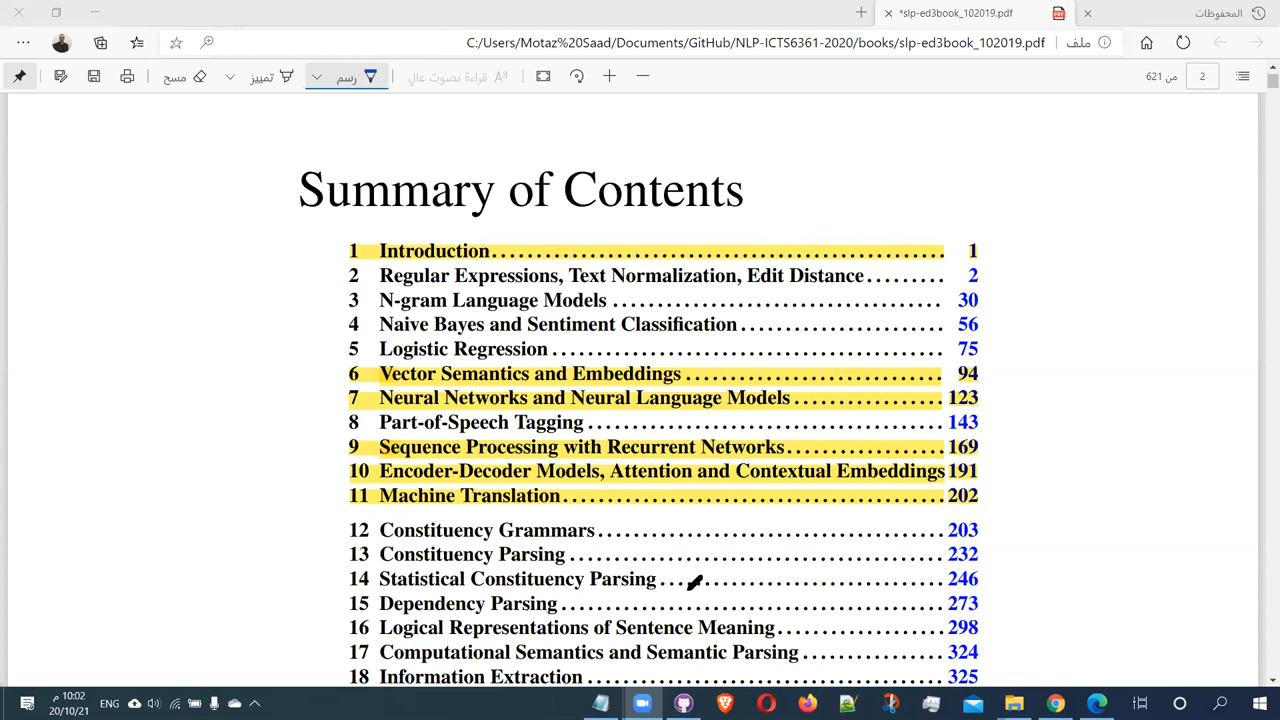 *slp-ed3book_102019.pdf
المحفوظات
C:/Users/Motaz%20Saad/Documents/GitHub/NLP-ICTS6361-2020/books/slp-ed3book_102019.pdf
ملف
مسح
تمييز
رسم
قراءة بصوت عالٍ
من 621
2
Summary of Contents
1 Introduction 1
2 Regular Expressions, Text Normalization, Edit Distance 2
3 N-gram Language Models 30
4 Naive Bayes and Sentiment Classification 56
5 Logistic Regression 75
6 Vector Semantics and Embeddings 94
7 Neural Networks and Neural Language Models 123
8 Part-of-Speech Tagging 143
9 Sequence Processing with Recurrent Networks 169
10 Encoder-Decoder Models, Attention and Contextual Embeddings 191
11 Machine Translation 202
12 Constituency Grammars 203
13 Constituency Parsing 232
14 Statistical Constituency Parsing 246
15 Dependency Parsing 273
16 Logical Representations of Sentence Meaning 298
17 Computational Semantics and Semantic Parsing 324
18 Information Extraction 325
10:02 م
20/10/21
ENG